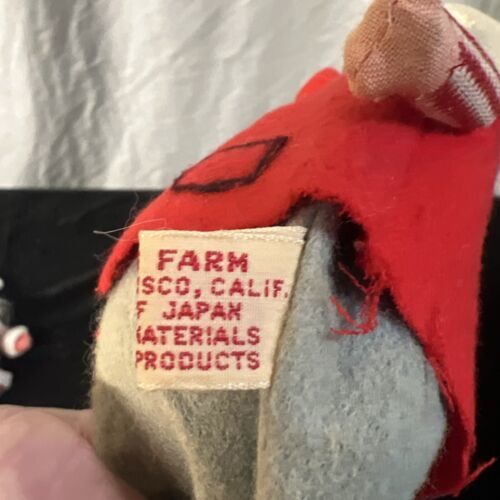 FARM
ISCO, CALIF.
F JAPAN
MATERIALS
PRODUCTS